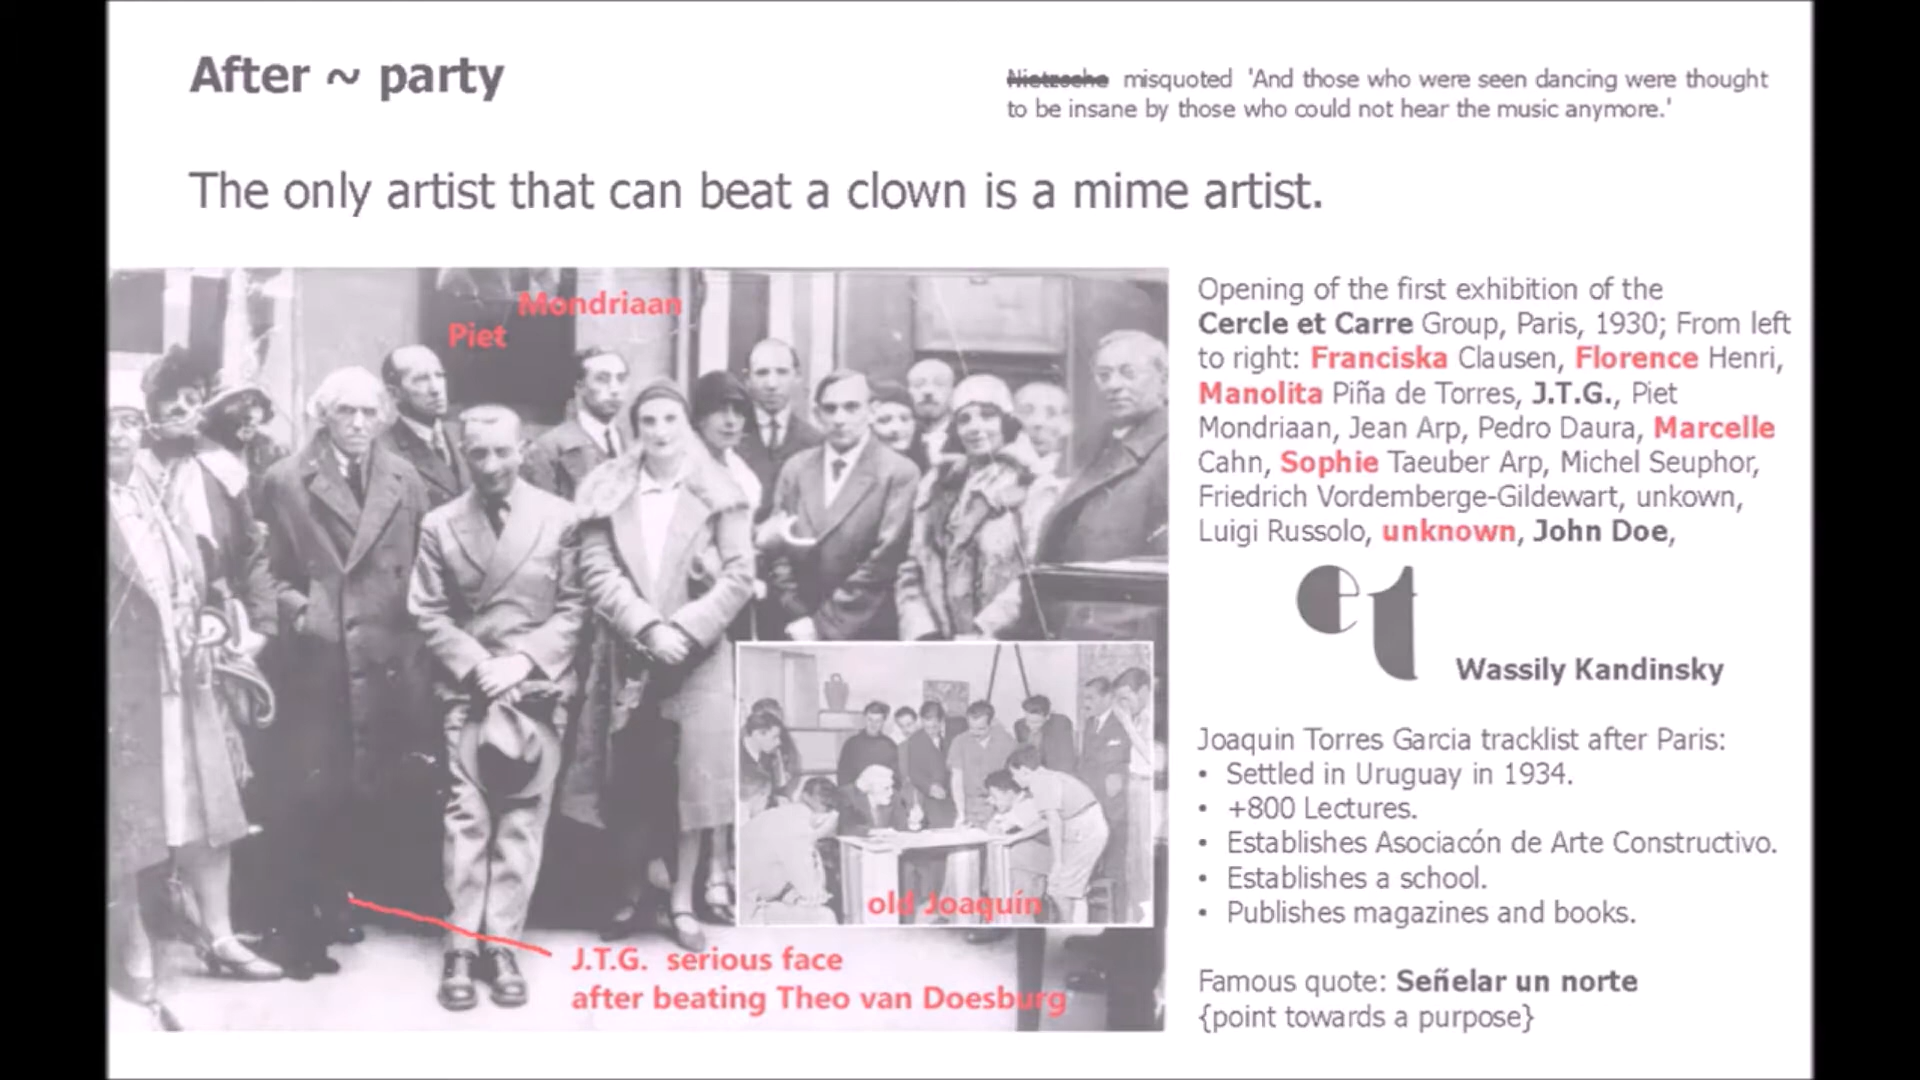 After ~ party
Nietzsche misquoted 'And those who were seen dancing were thought
to be insane by those who could not hear the music anymore.'
The only artist that can beat a clown is a mime artist.
Mondriaan
Piet
old Joaquín
J.T.G. serious face
after beating Theo van Doesburg
Opening of the first exhibition of the
Cercle et Carre Group, Paris, 1930; From left
to right: Franciska Clausen, Florence Henri,
Manolita Piña de Torres, J.T.G., Piet
Mondriaan, Jean Arp, Pedro Daura, Marcelle
Cahn, Sophie Taeuber Arp, Michel Seuphor,
Friedrich Vordemberge-Gildewart, unkown,
Luigi Russolo, unknown, John Doe,
et
Wassily Kandinsky
Joaquin Torres Garcia tracklist after Paris:
• Settled in Uruguay in 1934.
• +800 Lectures.
• Establishes Asociacón de Arte Constructivo.
• Establishes a school.
• Publishes magazines and books.
Famous quote: Señelar un norte
{point towards a purpose}